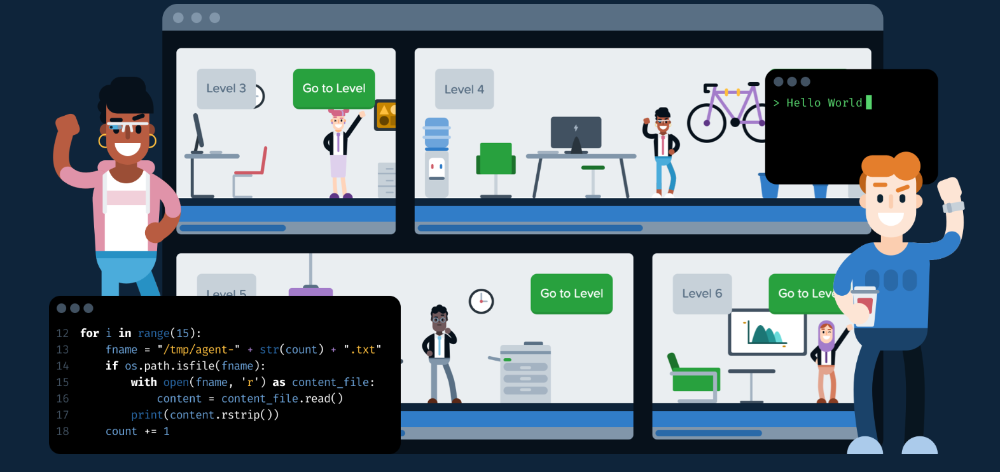 Level 3
Go to Level
Level 4
> Hello World
Level 5
Go to Level
Level 6
Go to Level
12 for i in range(15):
13     fname = "/tmp/agent-" + str(count) + ".txt"
14     if os.path.isfile(fname):
15         with open(fname, 'r') as content_file:
16             content = content_file.read()
17         print(content.rstrip())
18     count += 1